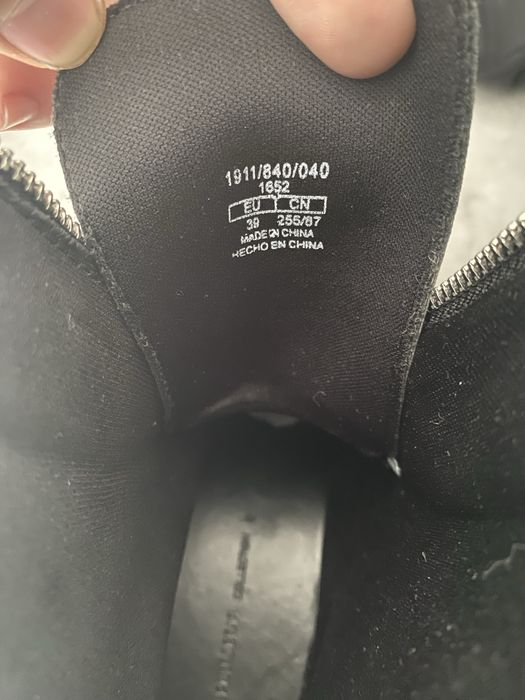 1911/840/040
1652
EU CN
39 255/87
MADE IN CHINA
HECHO EN CHINA